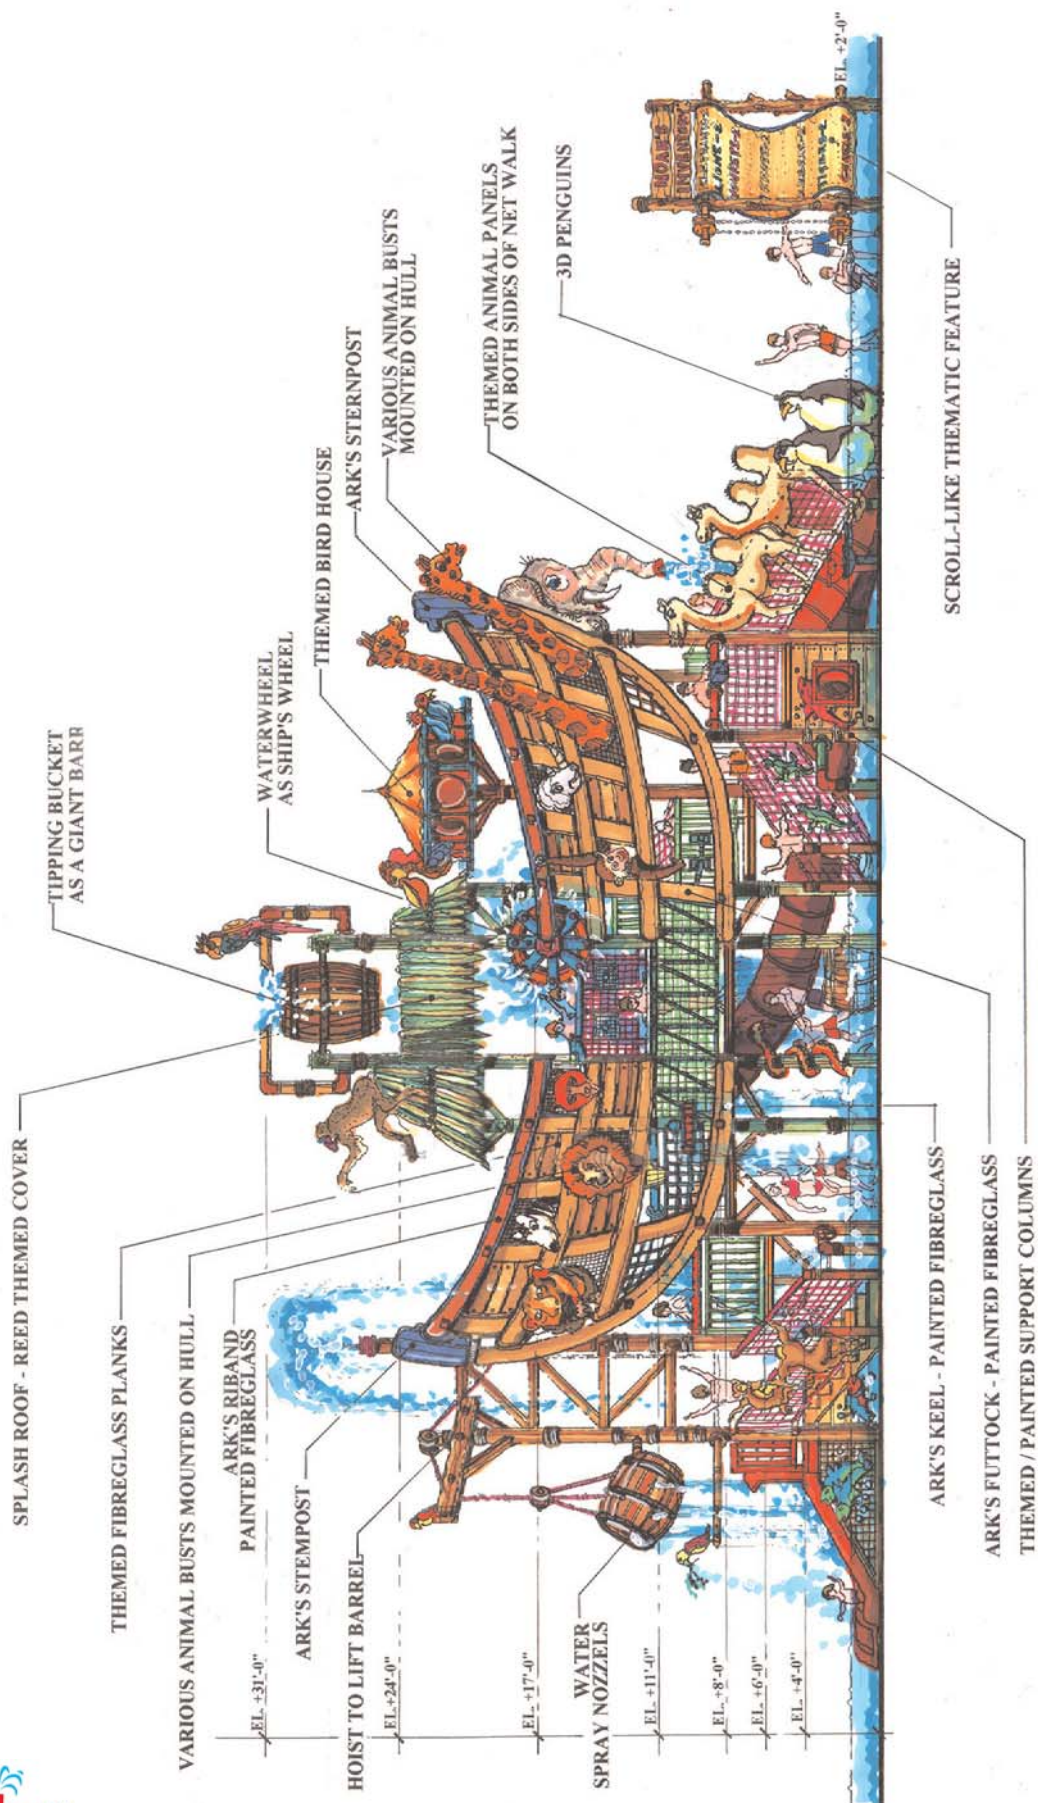 SPLASH ROOF - REED THEMED COVER
THEMED FIBREGLASS PLANKS
VARIOUS ANIMAL BUSTS MOUNTED ON HULL
ARK'S RIBAND
PAINTED FIBREGLASS
ARK'S STEMPOST
HOIST TO LIFT BARREL
WATER
SPRAY NOZZELS
TIPPING BUCKET
AS A GIANT BARR
WATERWHEEL
AS SHIP'S WHEEL
THEMED BIRD HOUSE
ARK'S STERNPOST
VARIOUS ANIMAL BUSTS
MOUNTED ON HULL
THEMED ANIMAL PANELS
ON BOTH SIDES OF NET WALK
3D PENGUINS
NOAH'S
INVENTORY
LIONS-2
EL. +31'-0"
EL. +24'-0"
EL. +17'-0"
EL. +11'-0"
EL. +8'-0"
EL. +6'-0"
EL. +4'-0"
EL. +2'-0"
ARK'S KEEL - PAINTED FIBREGLASS
ARK'S FUTTOCK - PAINTED FIBREGLASS
THEMED / PAINTED SUPPORT COLUMNS
SCROLL-LIKE THEMATIC FEATURE